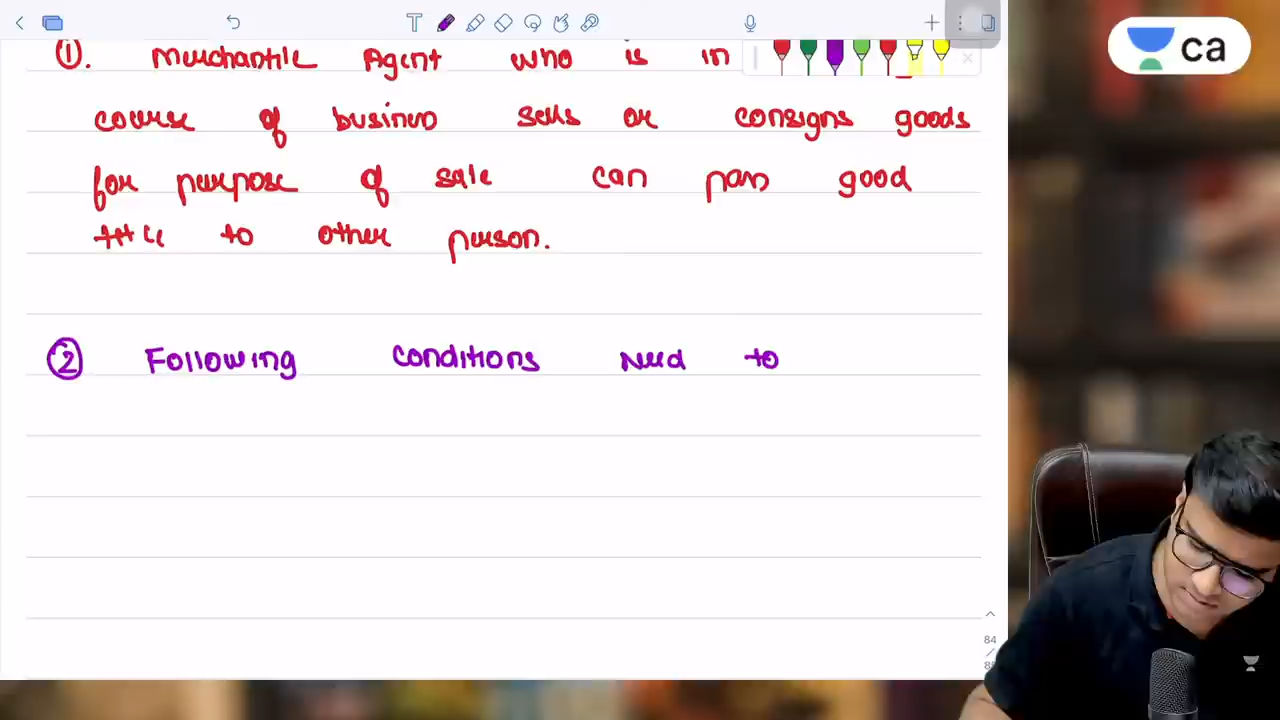 ca
①. Merchantile Agent who is in
course of business sells or consigns goods
for purpose of sale can pass good
title to other person.
② Following conditions need to
84